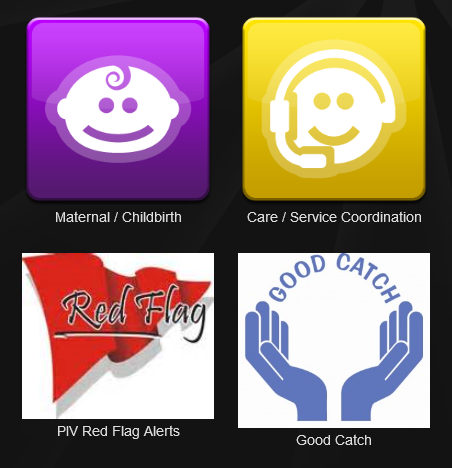 Maternal / Childbirth
Care / Service Coordination
Red Flag
PIV Red Flag Alerts
GOOD CATCH
Good Catch